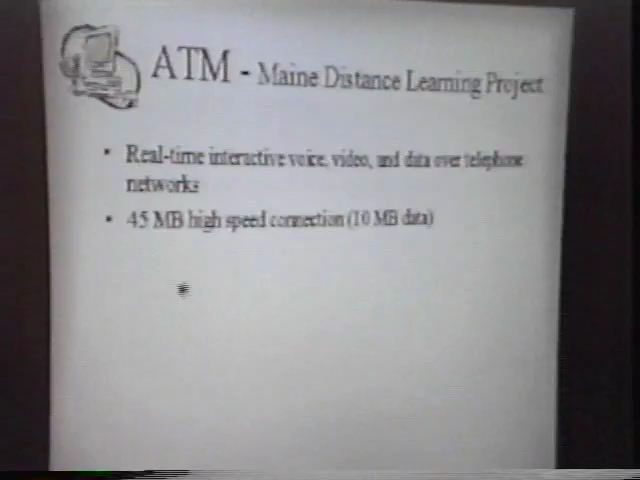 ATM - Maine Distance Learning Project
• Real-time interactive voice, video, and data over telephone
networks
• 45 MB high speed connection (10 MB data)